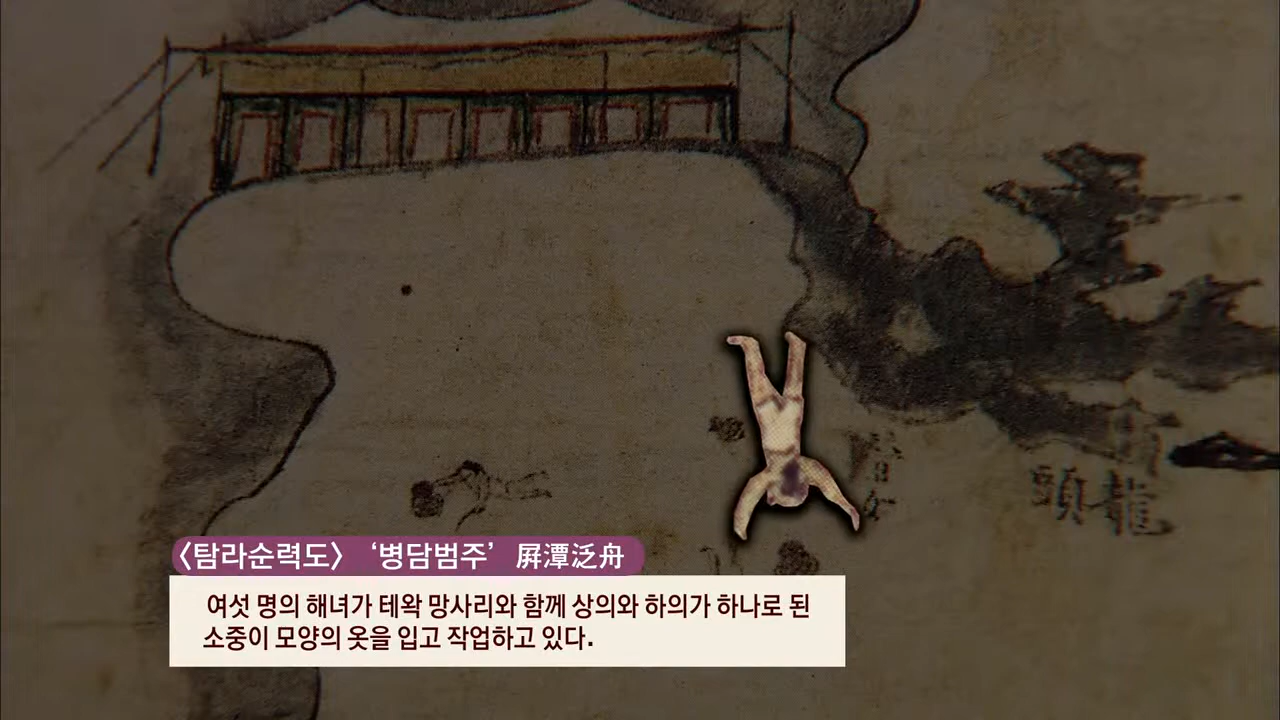 頭龍
〈탐라순력도〉 ‘병담범주’ 屛潭泛舟
여섯 명의 해녀가 테왁 망사리와 함께 상의와 하의가 하나로 된
소중이 모양의 옷을 입고 작업하고 있다.